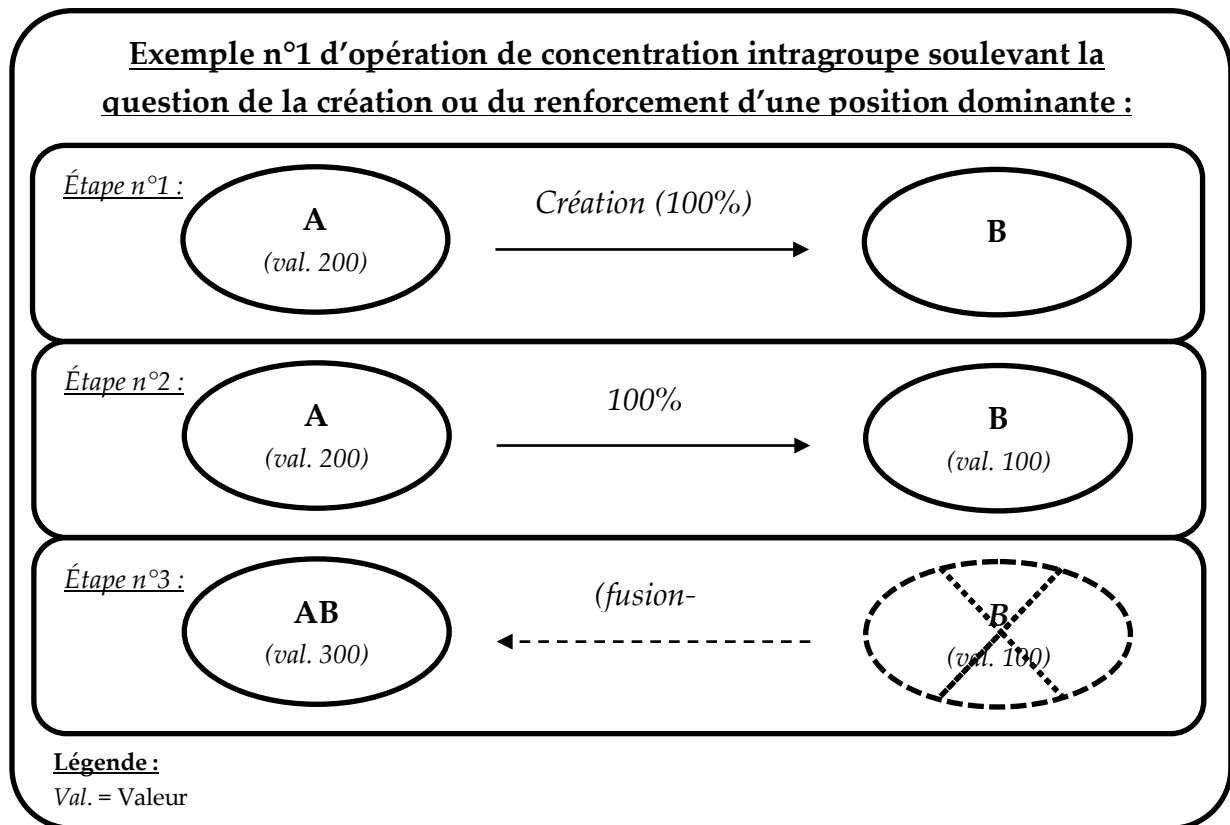 Exemple n°1 d’opération de concentration intragroupe soulevant la
question de la création ou du renforcement d’une position dominante :
Étape n°1 :
A
(val. 200)
Création (100%)
B
Étape n°2 :
A
(val. 200)
100%
B
(val. 100)
Étape n°3 :
AB
(val. 300)
(fusion-
B
(val. 100)
Légende :
Val. = Valeur